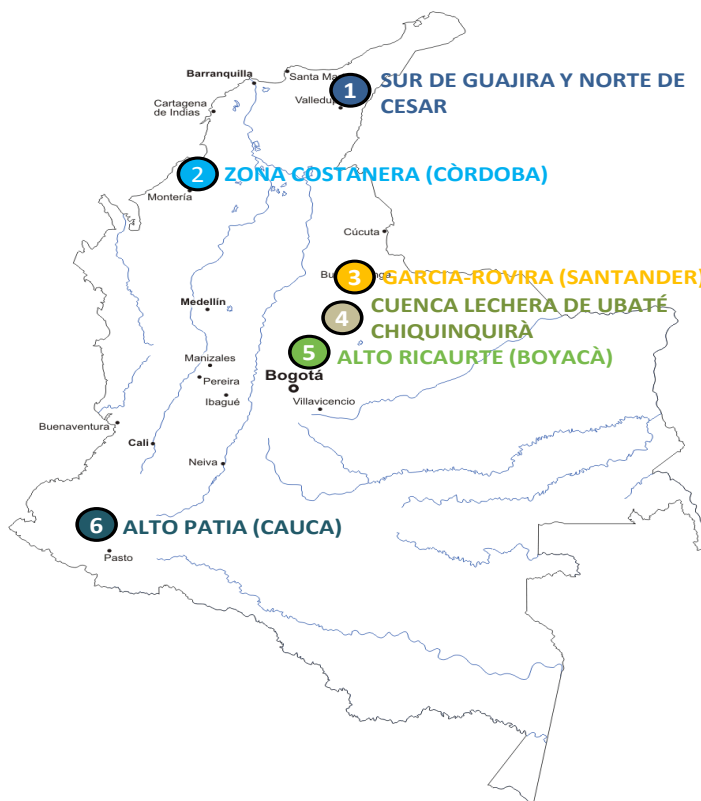 Barranquilla
Santa Ma
1
SUR DE GUAJIRA Y NORTE DE
CESAR
Valledup
Cartagena
de Indias
2
ZONA COSTANERA (CÒRDOBA)
Montería
Cúcuta
3
GARCIA-ROVIRA (SANTANDER)
4
CUENCA LECHERA DE UBATÉ
CHIQUINQUIRÀ
Medellín
5
ALTO RICAURTE (BOYACÀ)
Manizales
Pereira
Bogotá
Ibagué
Villavicencio
Buenaventura
Cali
Neiva
6
ALTO PATIA (CAUCA)
Pasto